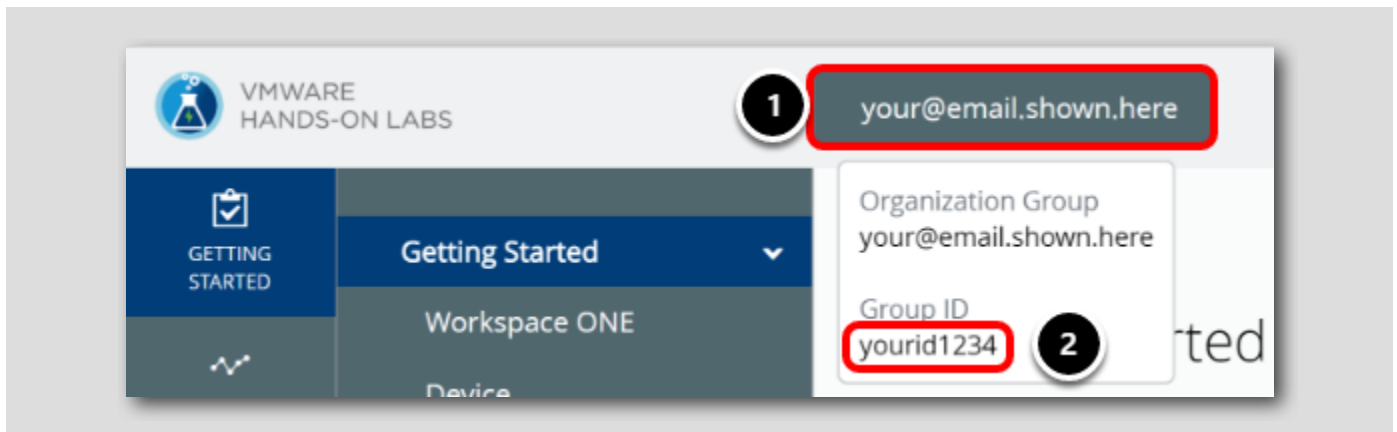 VMWARE
HANDS-ON LABS
1
your@email.shown.here
GETTING
STARTED
Getting Started
Workspace ONE
Device
Organization Group
your@email.shown.here
Group ID
yourid1234
2
rted